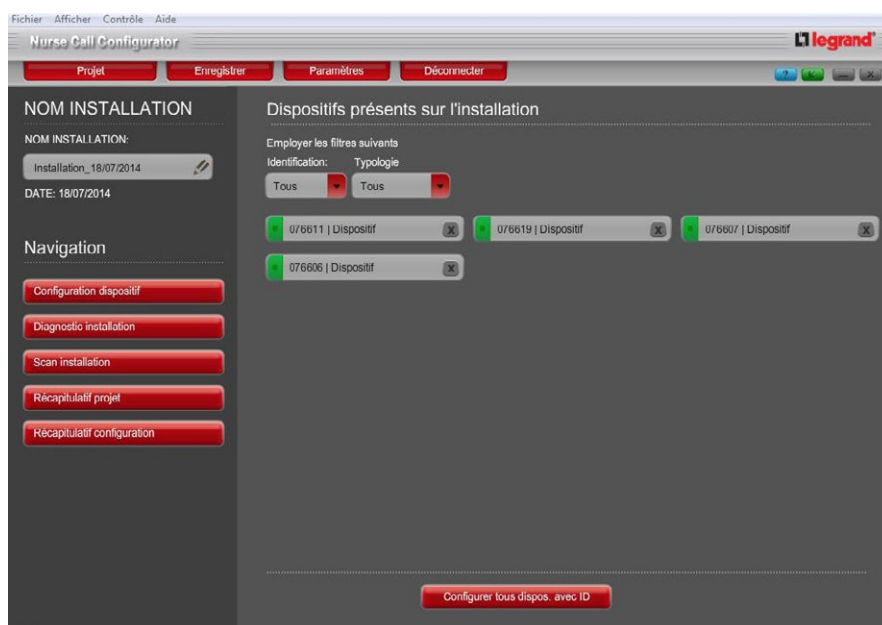 Fichier Afficher Contrôle Aide
Nurse Call Configurator
legrand
Projet Enregistrer Paramètres Déconnecter
NOM INSTALLATION
NOM INSTALLATION:
Installation_18/07/2014
DATE: 18/07/2014
Navigation
Configuration dispositif
Diagnostic installation
Scan installation
Récapitulatif projet
Récapitulatif configuration
Dispositifs présents sur l'installation
Employer les filtres suivants
Identification: Typologie
Tous Tous
076611 | Dispositif X 076619 | Dispositif X 076607 | Dispositif X
076606 | Dispositif X
Configurer tous dispos. avec ID